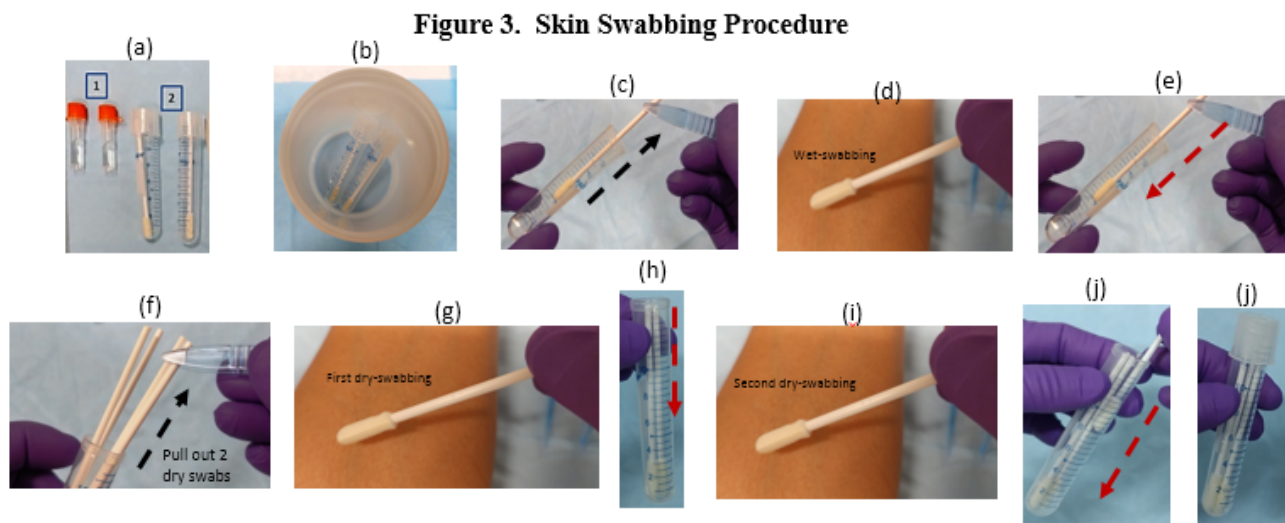 Figure 3.  Skin Swabbing Procedure
(a)
1
2
(b)
(c)
(d)
Wet-swabbing
(e)
(f)
Pull out 2
dry swabs
(g)
First dry-swabbing
(h)
(i)
Second dry-swabbing
(j)
(j)